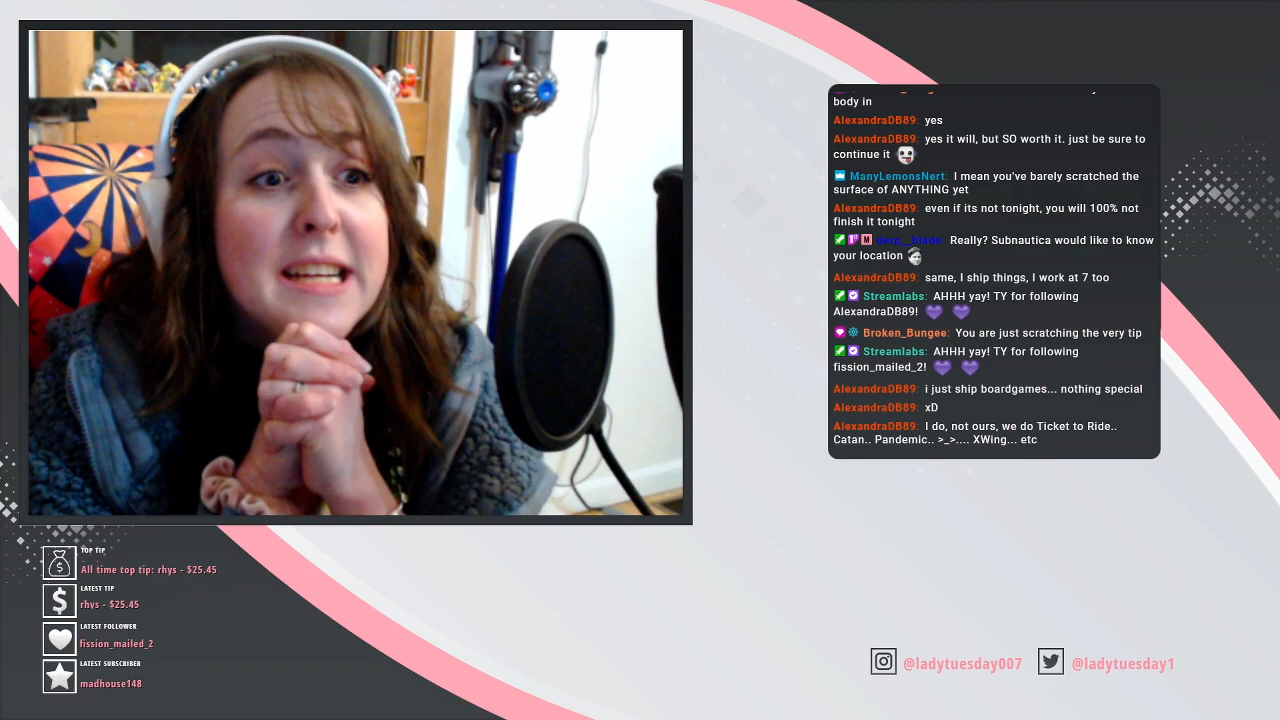 body in
AlexandraDB89: yes
AlexandraDB89: yes it will, but SO worth it. just be sure to
continue it
ManyLemonsNert: I mean you've barely scratched the
surface of ANYTHING yet
AlexandraDB89: even if its not tonight, you will 100% not
finish it tonight
M derp__blade: Really? Subnautica would like to know
your location
AlexandraDB89: same, I ship things, I work at 7 too
Streamlabs: AHHH yay! TY for following
AlexandraDB89!
Broken_Bungee: You are just scratching the very tip
Streamlabs: AHHH yay! TY for following
fission_mailed_2!
AlexandraDB89: i just ship boardgames... nothing special
AlexandraDB89: xD
AlexandraDB89: I do, not ours, we do Ticket to Ride..
Catan.. Pandemic.. >_>.... XWing... etc
TOP TIP
All time top tip: rhys - $25.45
LATEST TIP
rhys - $25.45
LATEST FOLLOWER
fission_mailed_2
LATEST SUBSCRIBER
madhouse148
@ladytuesday007
@ladytuesday1